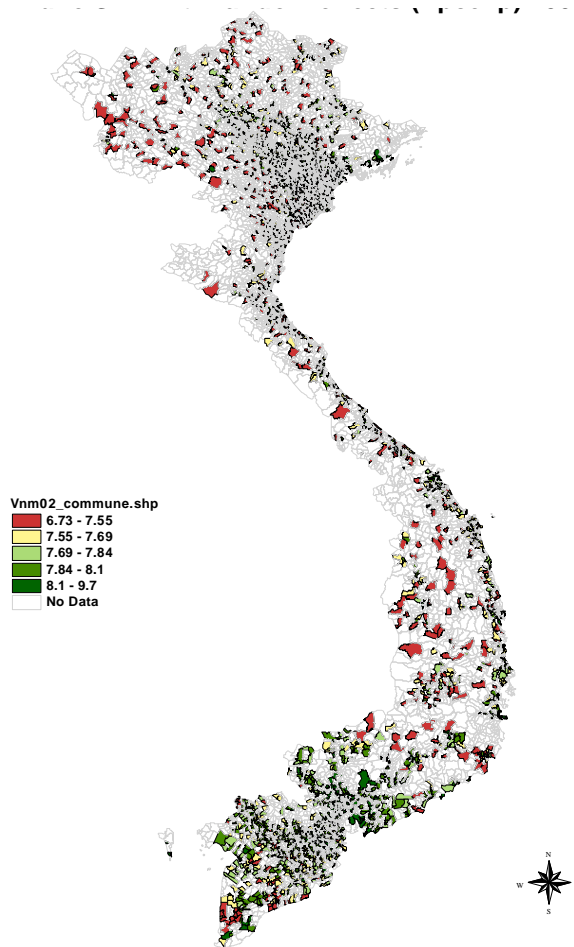 Vnm02_commune.shp
6.73 - 7.55
7.55 - 7.69
7.69 - 7.84
7.84 - 8.1
8.1 - 9.7
No Data
N
W
S